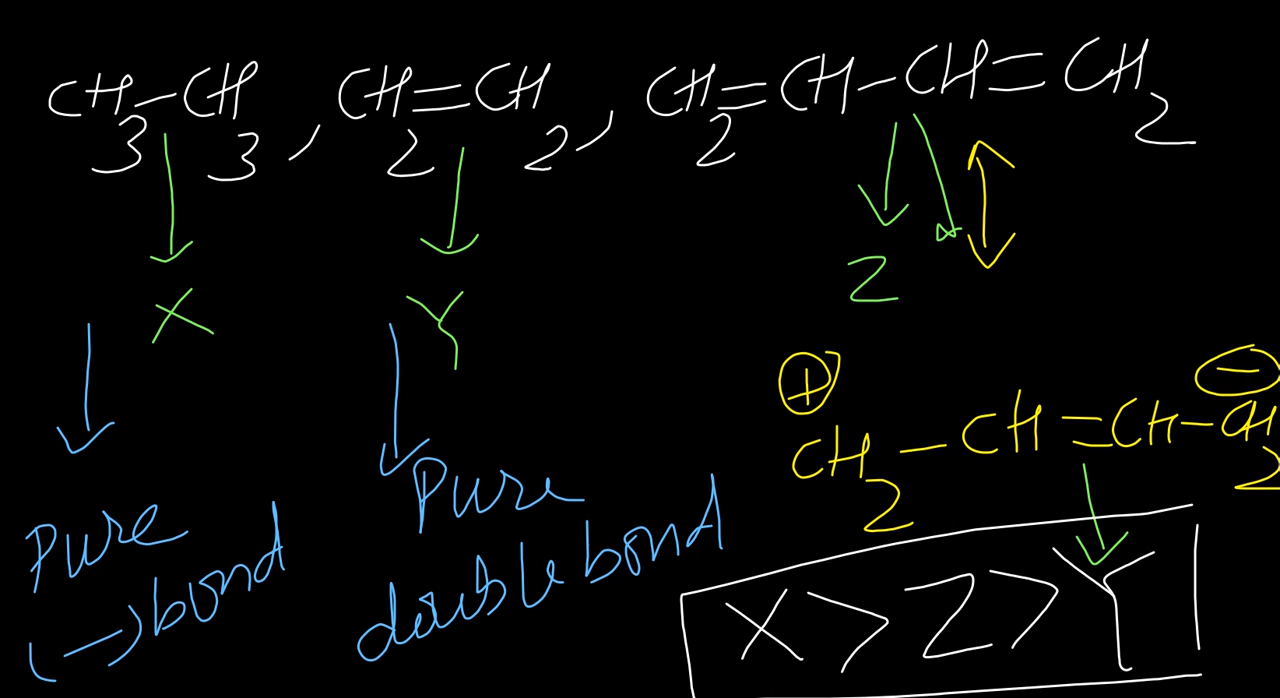 CH3–CH3, CH2=CH2, CH2=CH–CH=CH2
X Y Z
⊕ ⊖
CH2–CH=CH–CH2
Pure (–) bond
Pure double bond
X>Z>Y